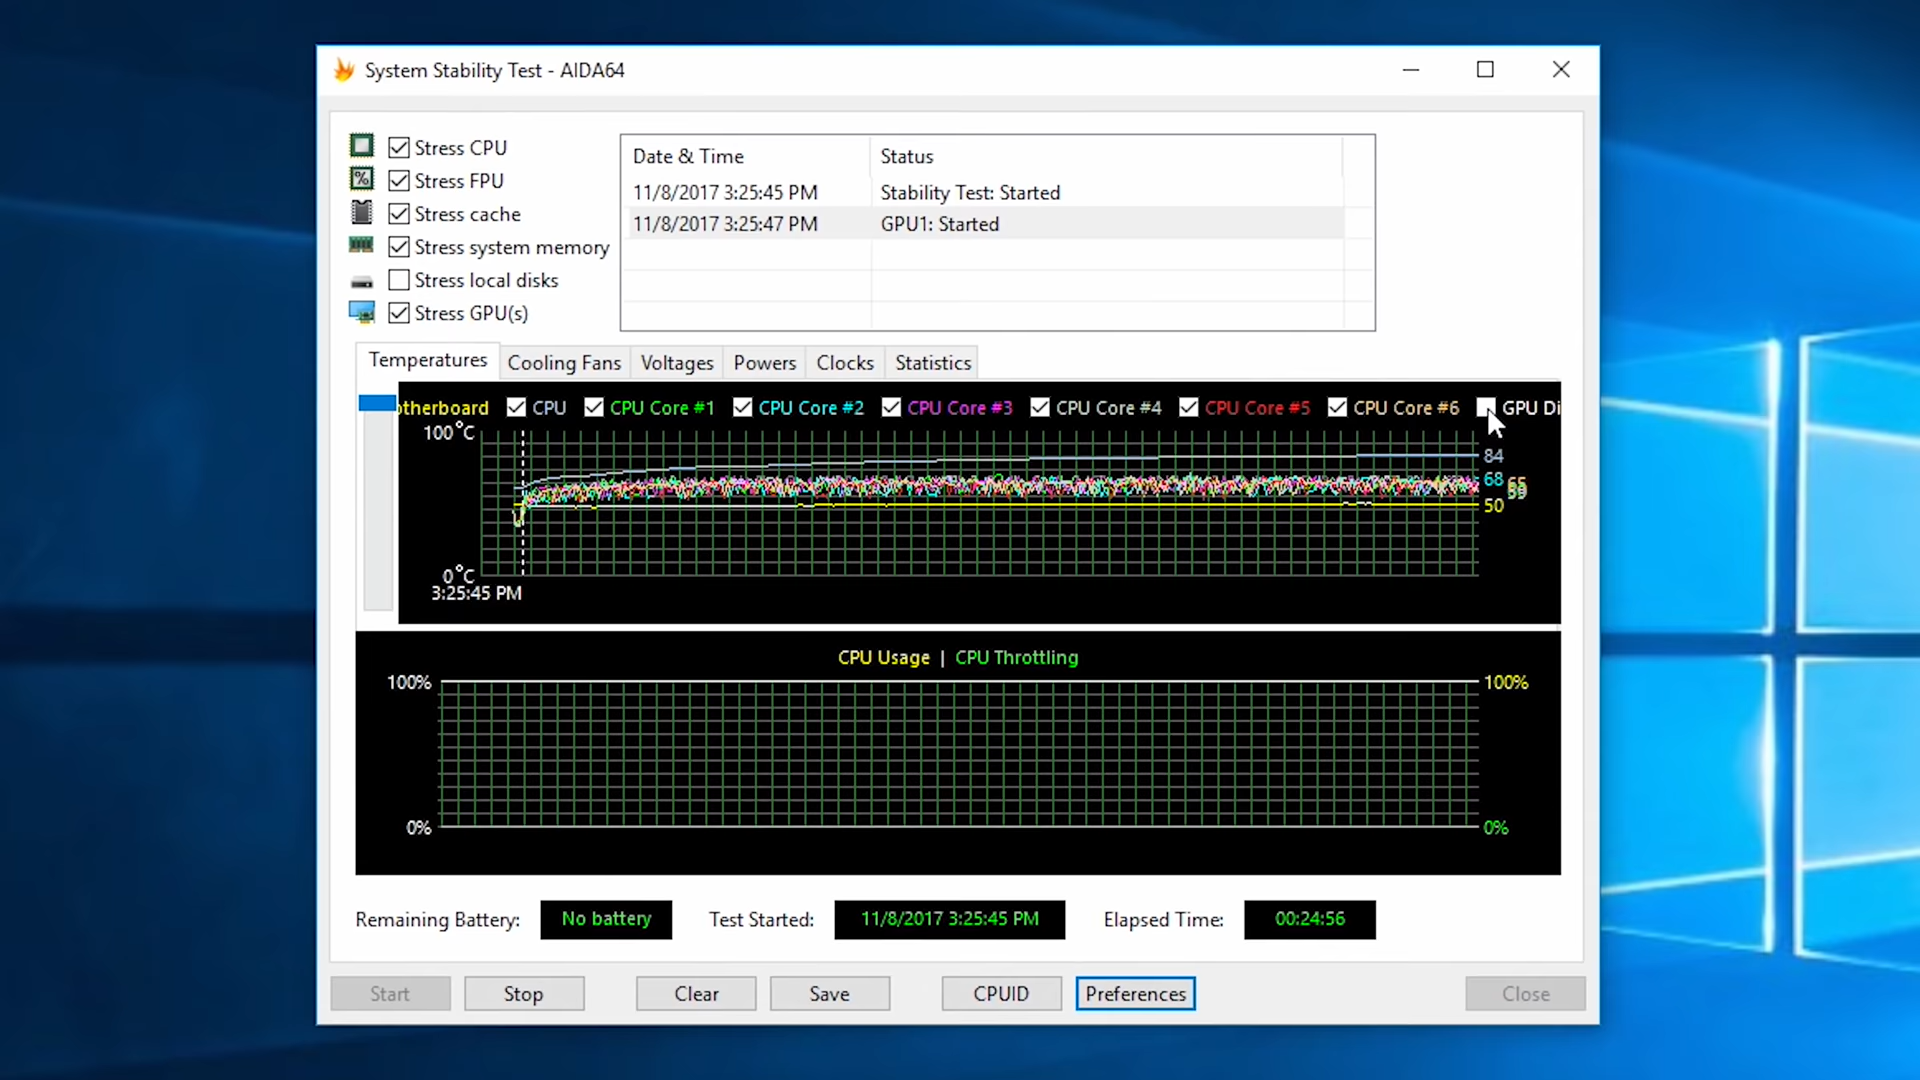 System Stability Test - AIDA64
Stress CPU
Stress FPU
Stress cache
Stress system memory
Stress local disks
Stress GPU(s)
Date & Time Status
11/8/2017 3:25:45 PM Stability Test: Started
11/8/2017 3:25:47 PM GPU1: Started
Temperatures Cooling Fans Voltages Powers Clocks Statistics
otherboard CPU CPU Core #1 CPU Core #2 CPU Core #3 CPU Core #4 CPU Core #5 CPU Core #6 GPU Di
100°C
84
68
50
0°C
3:25:45 PM
CPU Usage | CPU Throttling
100% 100%
0% 0%
Remaining Battery: No battery Test Started: 11/8/2017 3:25:45 PM Elapsed Time: 00:24:56
Start Stop Clear Save CPUID Preferences Close